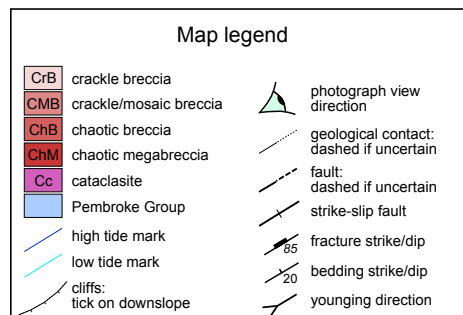 Map legend
CrB crackle breccia
CMB crackle/mosaic breccia
ChB chaotic breccia
ChM chaotic megabreccia
Cc cataclasite
Pembroke Group
high tide mark
low tide mark
cliffs:
tick on downslope
photograph view
direction
geological contact:
dashed if uncertain
fault:
dashed if uncertain
strike-slip fault
85 fracture strike/dip
20 bedding strike/dip
younging direction